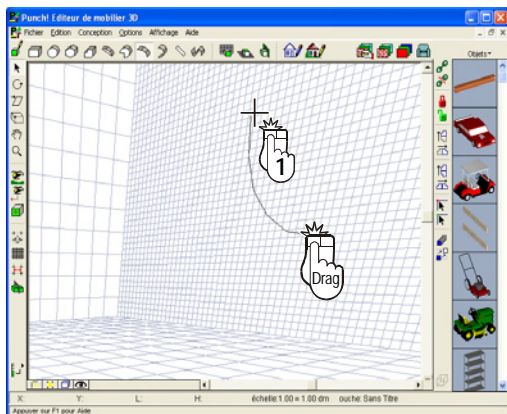 Punch! Editeur de mobilier 3D
Fichier Edition Conception Options Affichage Aide
Objets
1
Drag
X: Y: L: H: échelle:1.00 = 1.00 dm ouche: Sans Titre
Appuyer sur F1 pour Aide